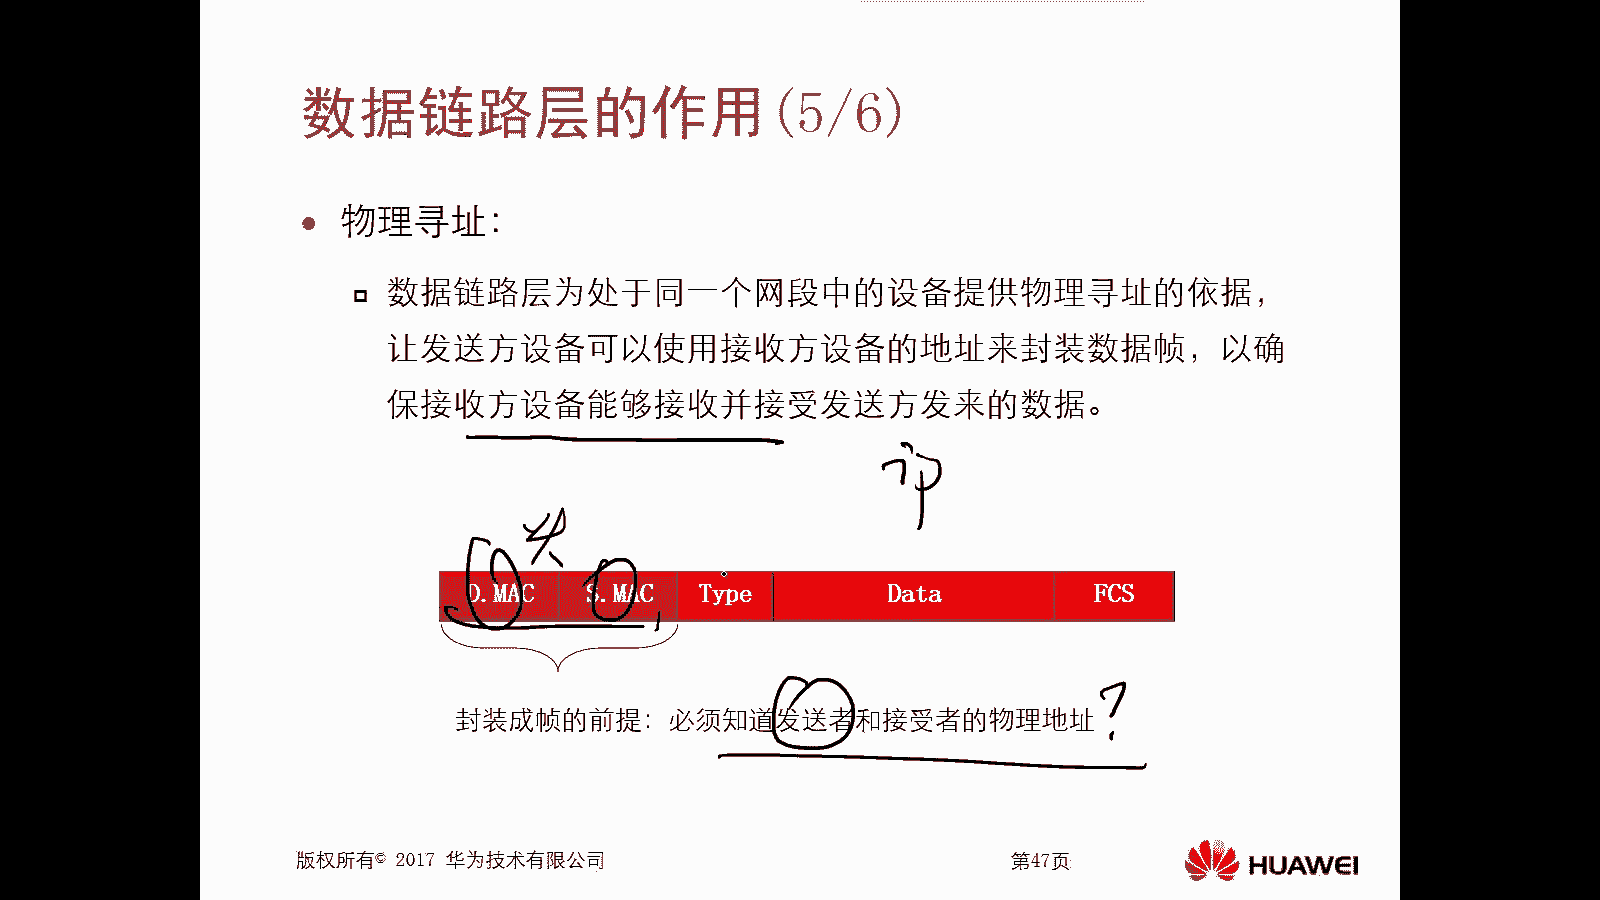 数据链路层的作用(5/6)
物理寻址：
数据链路层为处于同一个网段中的设备提供物理寻址的依据，
让发送方设备可以使用接收方设备的地址来封装数据帧，以确
保接收方设备能够接收并接受发送方发来的数据。
ip
头
D.MAC S.MAC Type Data FCS
封装成帧的前提：必须知道发送者和接受者的物理地址?
版权所有© 2017 华为技术有限公司
第47页
HUAWEI